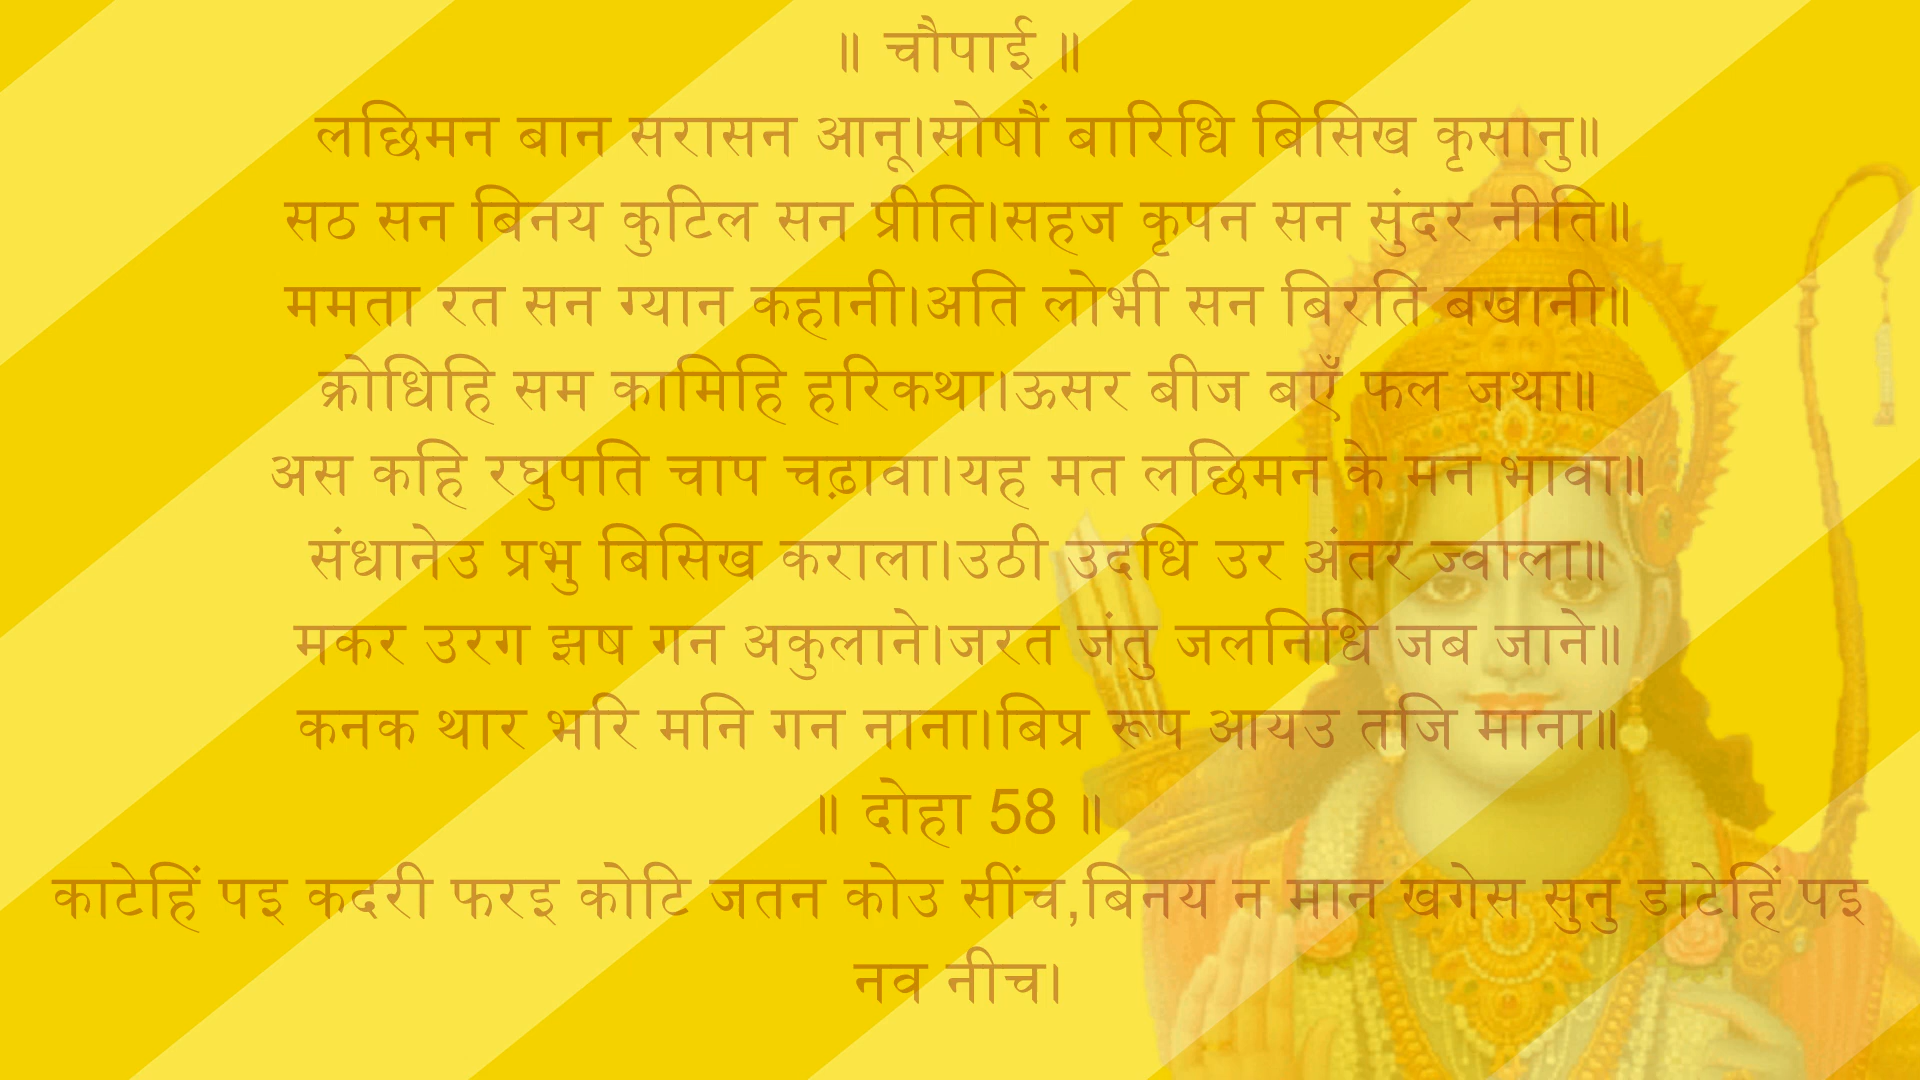 ॥ चौपाई ॥
लछिमन बान सरासन आनू।सोषौं बारिधि बिसिख कृसानु॥
सठ सन बिनय कुटिल सन प्रीति।सहज कृपन सन सुंदर नीति॥
ममता रत सन ग्यान कहानी।अति लोभी सन बिरति बखानी॥
क्रोधिहि सम कामिहि हरिकथा।ऊसर बीज बएँ फल जथा॥
अस कहि रघुपति चाप चढ़ावा।यह मत लछिमन के मन भावा॥
संधानेउ प्रभु बिसिख कराला।उठी उदधि उर अंतर ज्वाला॥
मकर उरग झष गन अकुलाने।जरत जंतु जलनिधि जब जाने॥
कनक थार भरि मनि गन नाना।बिप्र रूप आयउ तजि माना॥
॥ दोहा 58 ॥
काटेहिं पइ कदरी फरइ कोटि जतन कोउ सींच,बिनय न मान खगेस सुनु डाटेहिं पइ
नव नीच।